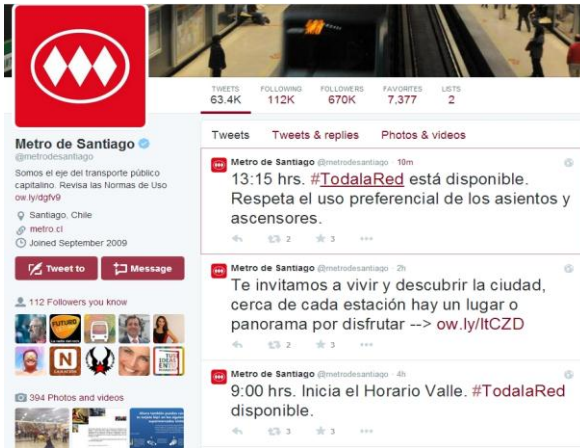 TWEETS FOLLOWING FOLLOWERS FAVORITES LISTS
63.4K 112K 670K 7,377 2
Metro de Santiago
@metrodesantiago
Somos el eje del transporte público
capitalino. Revisa las Normas de Uso
ow.ly/dgfv9
Santiago, Chile
metro.cl
Joined September 2009
Tweet to Message
112 Followers you know
FUTURO
N
394 Photos and videos
Tweets Tweets & replies Photos & videos
Metro de Santiago @metrodesantiago · 10m
13:15 hrs. #TodalaRed está disponible.
Respeta el uso preferencial de los asientos y
ascensores.
2 3
Metro de Santiago @metrodesantiago · 2h
Te invitamos a vivir y descubrir la ciudad,
cerca de cada estación hay un lugar o
panorama por disfrutar --> ow.ly/ItCZD
2 3
Metro de Santiago @metrodesantiago · 4h
9:00 hrs. Inicia el Horario Valle. #TodalaRed
disponible.
3 3